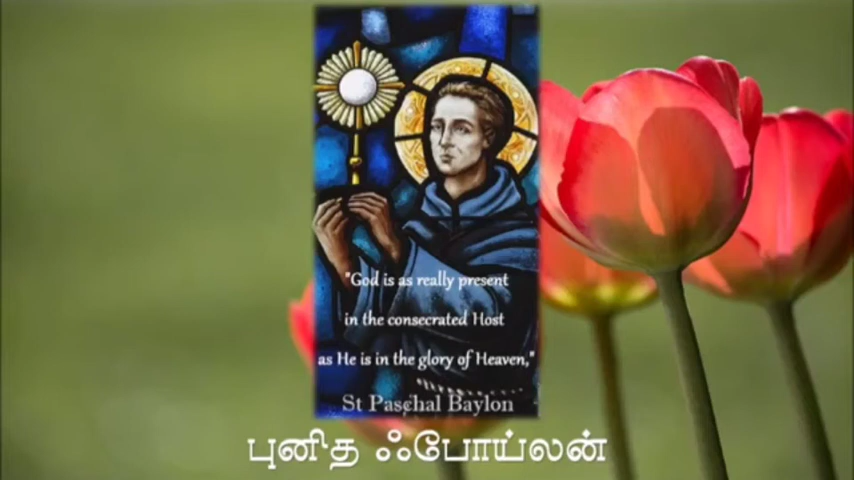 "God is as really present
in the consecrated Host
as He is in the glory of Heaven,"
St Paschal Baylon
புனித ஃபோய்லன்